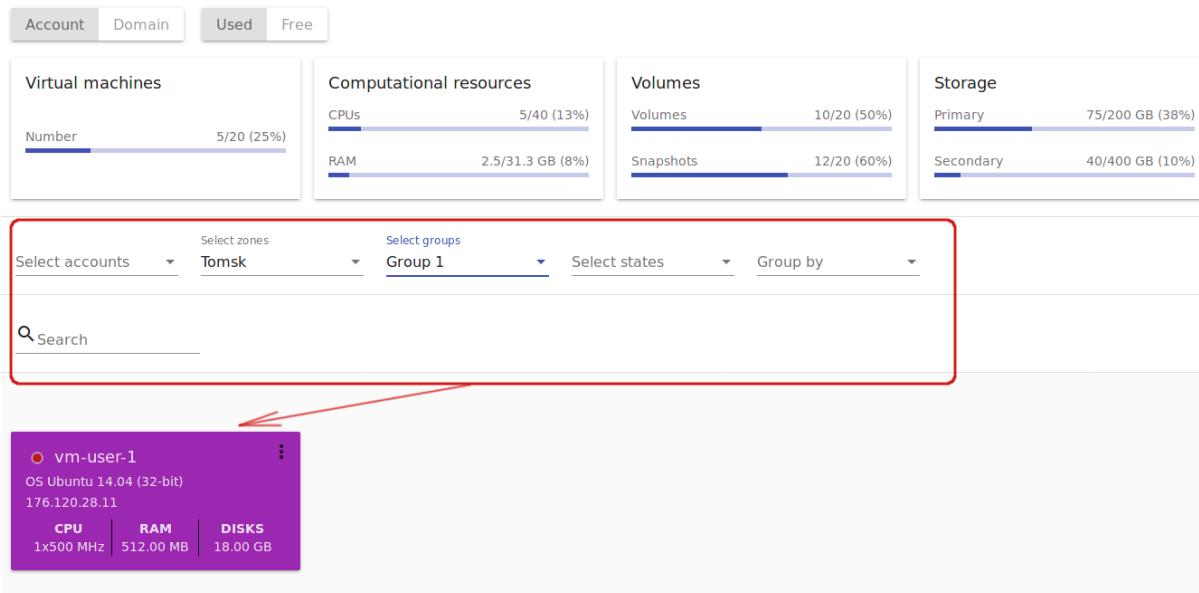 Account Domain Used Free
Virtual machines
Number 5/20 (25%)
Computational resources
CPUs 5/40 (13%)
RAM 2.5/31.3 GB (8%)
Volumes
Volumes 10/20 (50%)
Snapshots 12/20 (60%)
Storage
Primary 75/200 GB (38%)
Secondary 40/400 GB (10%)
Select zones Select groups
Select accounts Tomsk Group 1 Select states Group by
Search
vm-user-1
OS Ubuntu 14.04 (32-bit)
176.120.28.11
CPU RAM DISKS
1x500 MHz 512.00 MB 18.00 GB